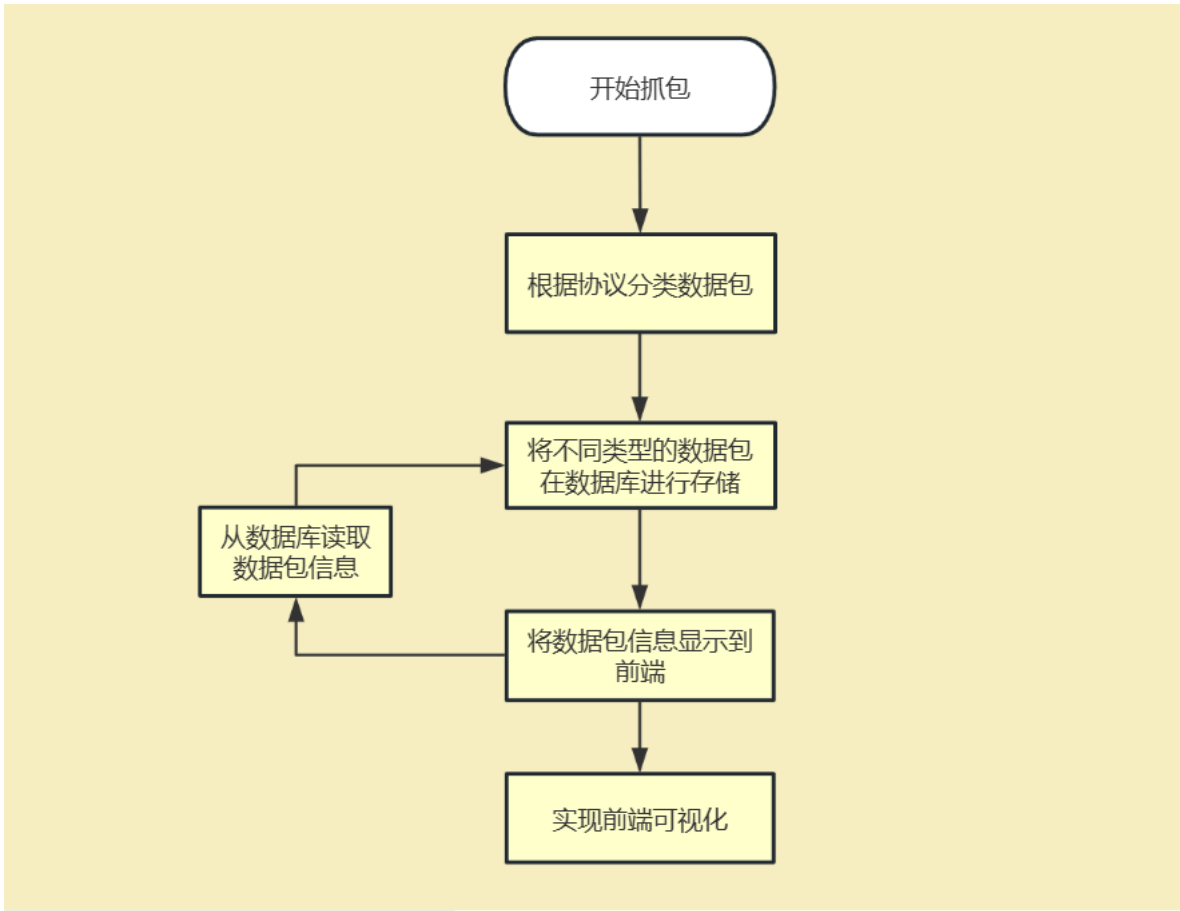 开始抓包
根据协议分类数据包
将不同类型的数据包
在数据库进行存储
从数据库读取
数据包信息
将数据包信息显示到
前端
实现前端可视化